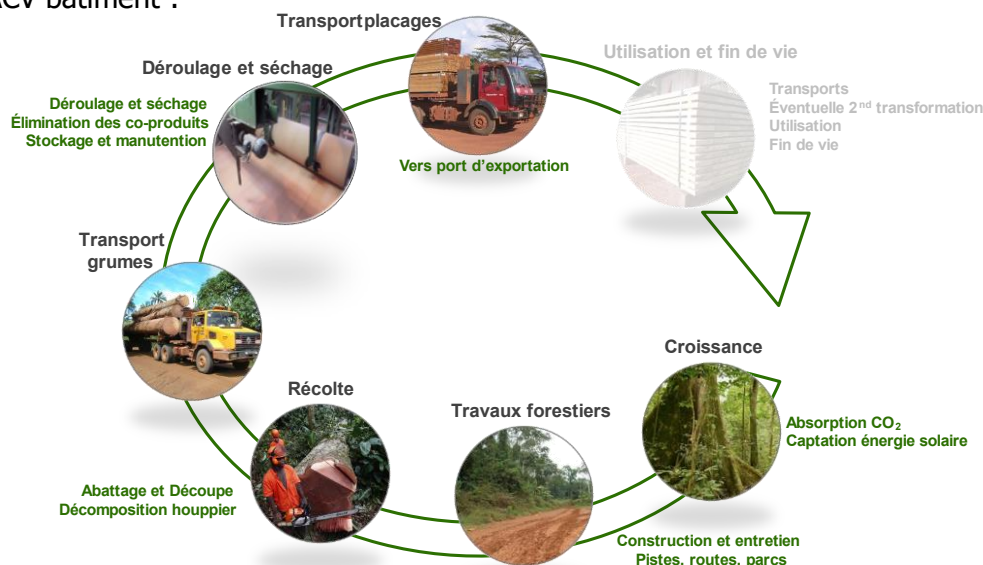 ACV bâtiment :
Transport placages
Utilisation et fin de vie
Transports
Éventuelle 2nd transformation
Utilisation
Fin de vie
Déroulage et séchage
Déroulage et séchage
Élimination des co-produits
Stockage et manutention
Vers port d'exportation
Transport
grumes
Croissance
Absorption CO₂
Captation énergie solaire
Récolte
Travaux forestiers
Abattage et Découpe
Décomposition houppier
Construction et entretien
Pistes, routes, parcs